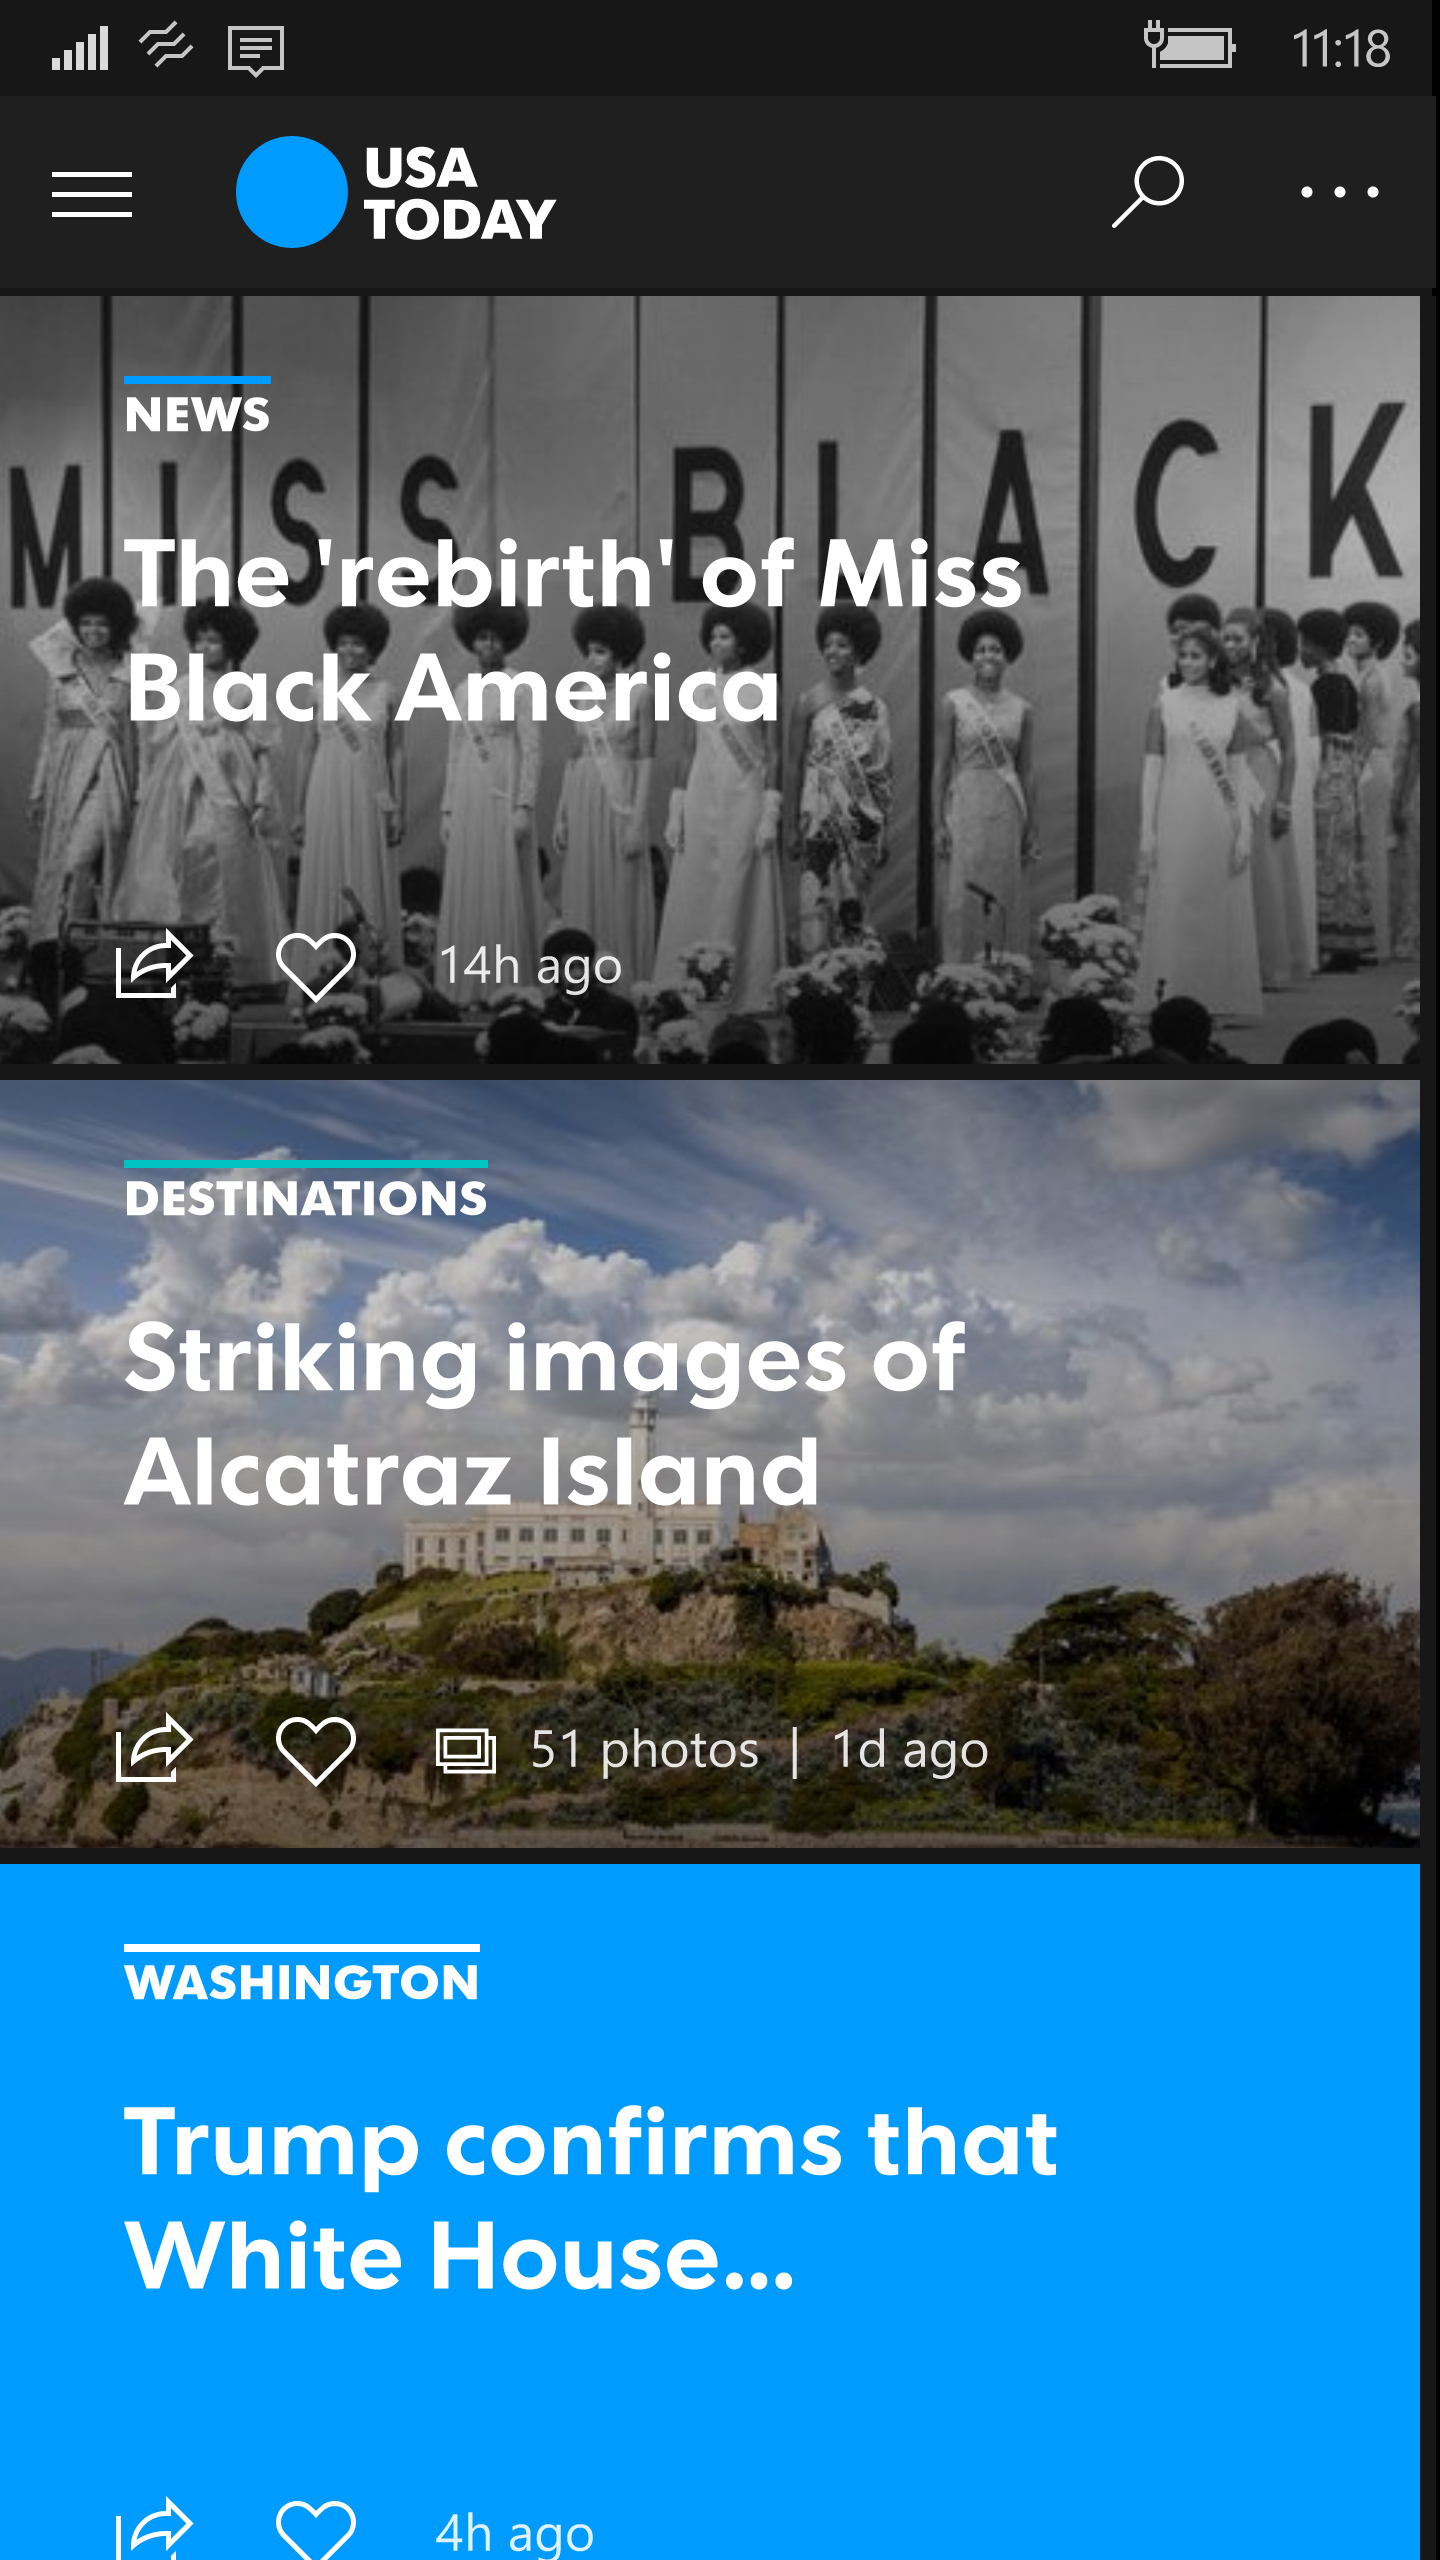 11:18
USA
TODAY
NEWS
MISS BLACK
The 'rebirth' of Miss
Black America
14h ago
DESTINATIONS
Striking images of
Alcatraz Island
51 photos | 1d ago
WASHINGTON
Trump confirms that
White House...
4h ago